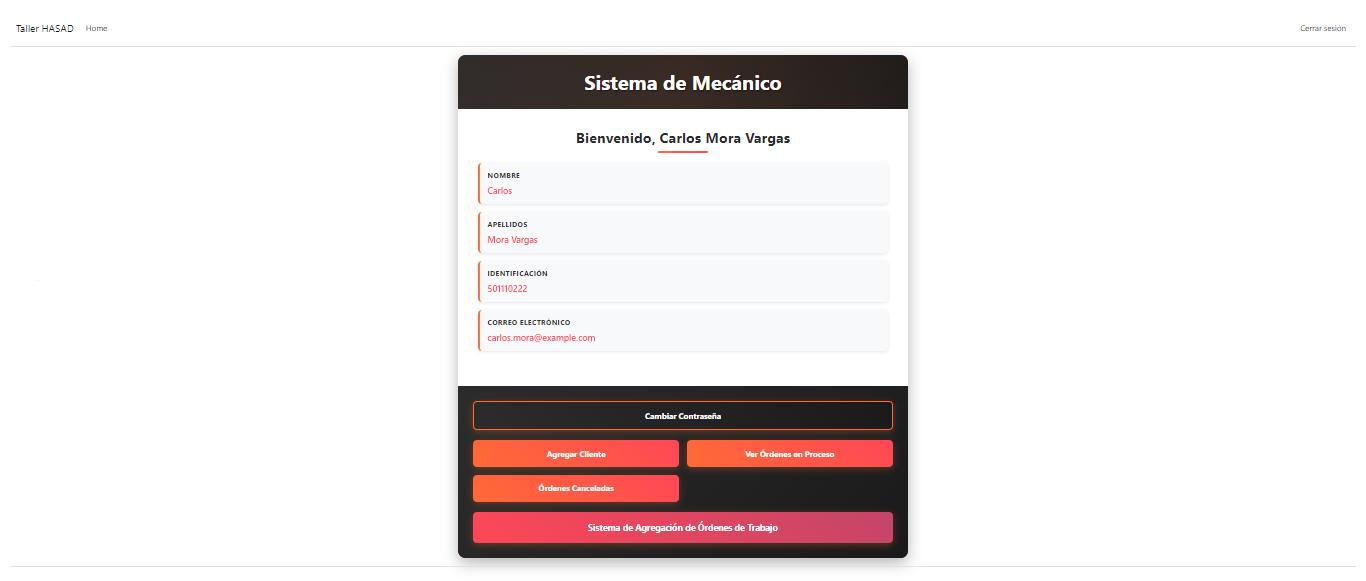 Taller HASAD Home Cerrar sesión
Sistema de Mecánico
Bienvenido, Carlos Mora Vargas
NOMBRE
Carlos
APELLIDOS
Mora Vargas
IDENTIFICACIÓN
501110222
CORREO ELECTRÓNICO
carlos.mora@example.com
Cambiar Contraseña
Agregar Cliente Ver Órdenes en Proceso
Órdenes Canceladas
Sistema de Agregación de Órdenes de Trabajo